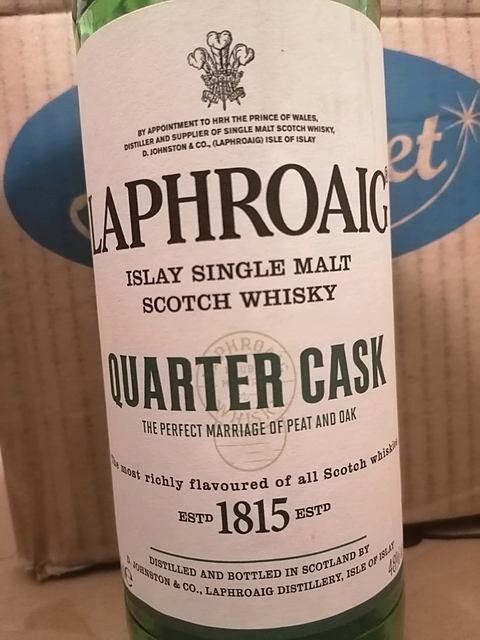 BY APPOINTMENT TO HRH THE PRINCE OF WALES,
DISTILLER AND SUPPLIER OF SINGLE MALT SCOTCH WHISKY,
D. JOHNSTON & CO., (LAPHROAIG) ISLE OF ISLAY
LAPHROAIG®
ISLAY SINGLE MALT
SCOTCH WHISKY
QUARTER CASK
THE PERFECT MARRIAGE OF PEAT AND OAK
The most richly flavoured of all Scotch whiskies
ESTD 1815 ESTD
DISTILLED AND BOTTLED IN SCOTLAND BY
D. JOHNSTON & CO., LAPHROAIG DISTILLERY, ISLE OF ISLAY